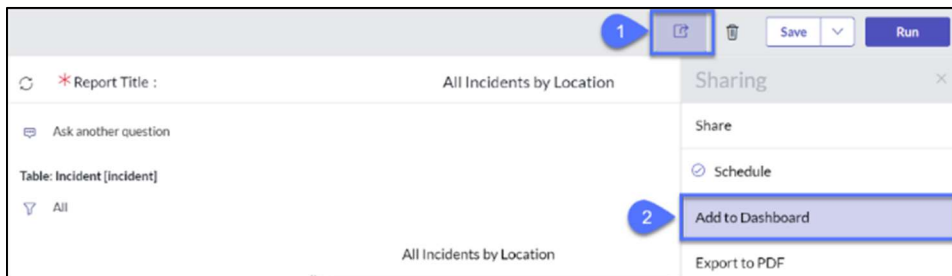 1
Save
Run
* Report Title :
All Incidents by Location
Sharing
Ask another question
Share
Table: Incident [incident]
Schedule
All
2
Add to Dashboard
All Incidents by Location
Export to PDF